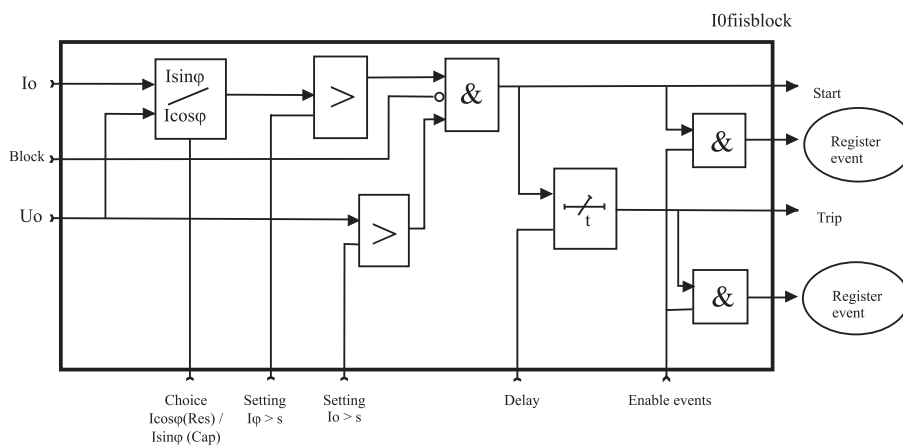 I0fiisblock
Io
Isinφ
Icosφ
>
&
Start
Block
&
Register
event
Uo
>
t
Trip
&
Register
event
Choice
Icosφ(Res) /
Isinφ (Cap)
Setting
Iφ > s
Setting
Io > s
Delay
Enable events